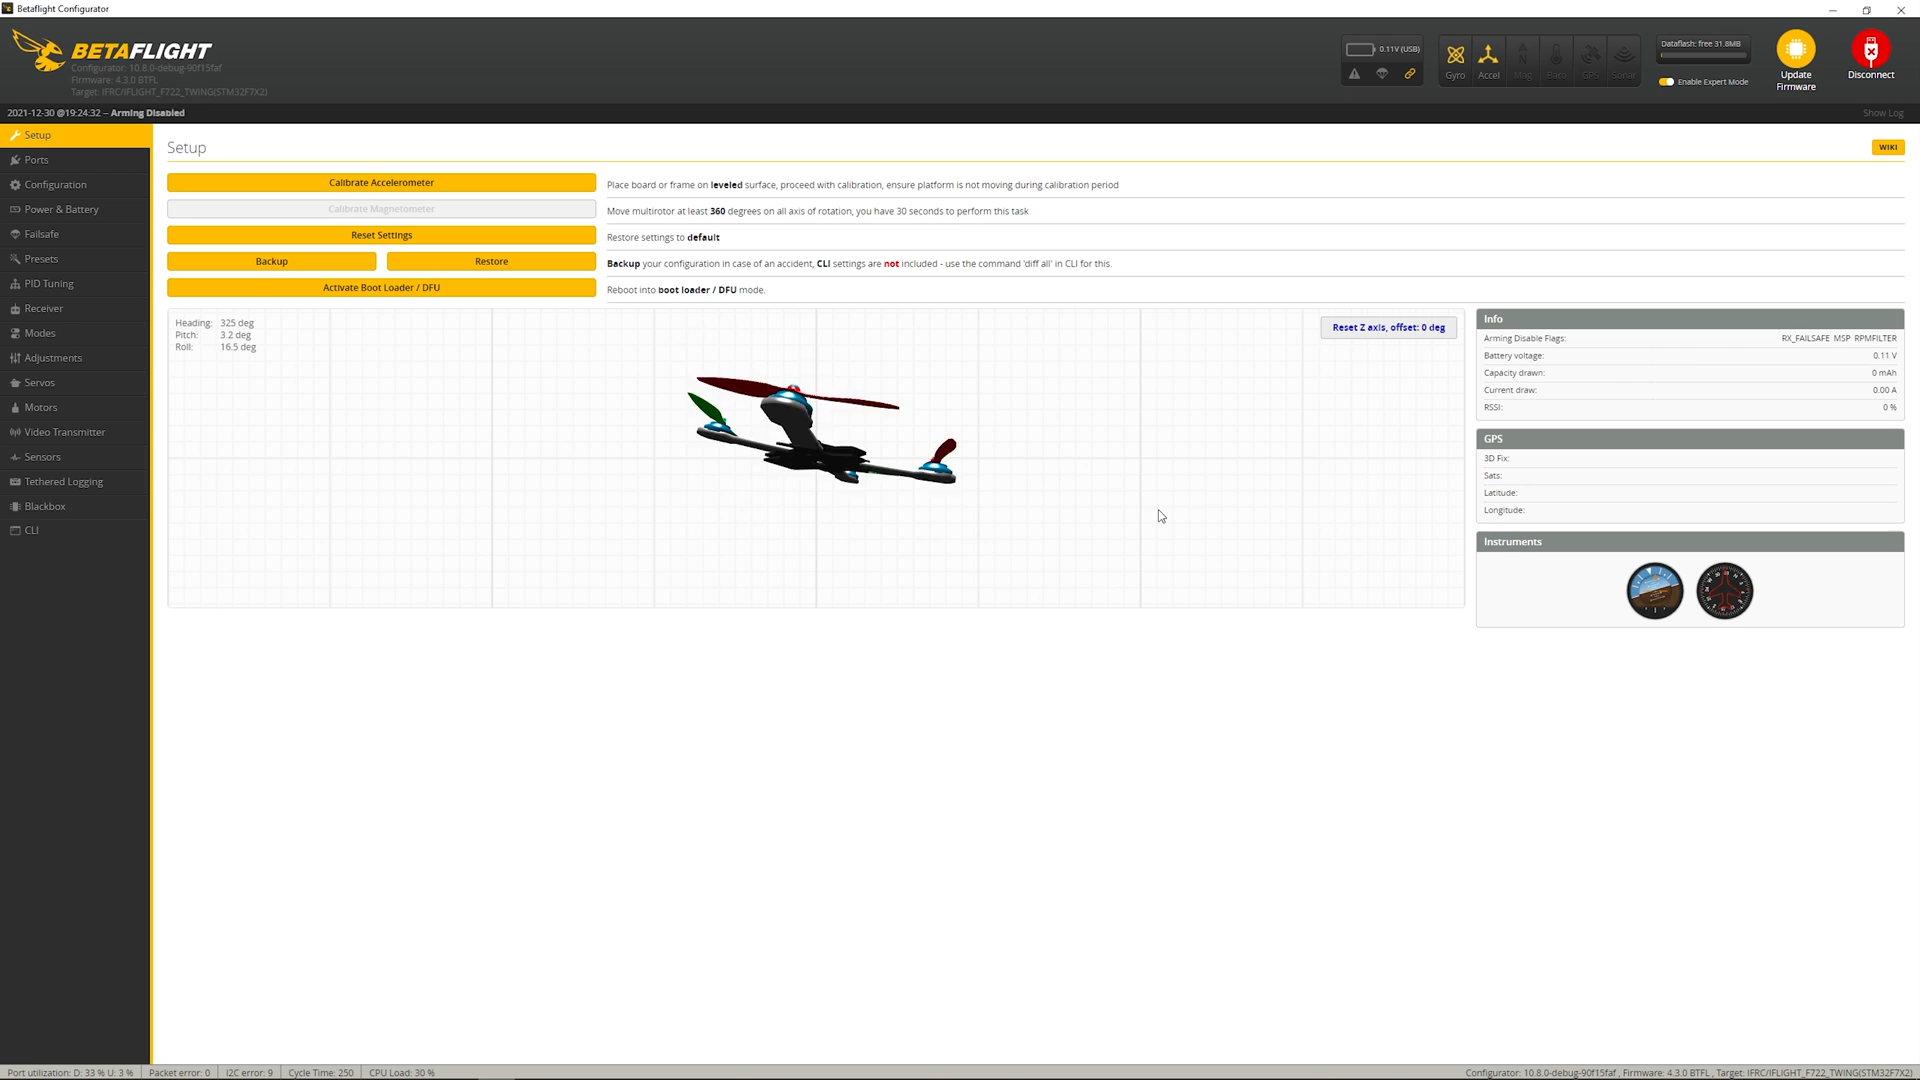 Betaflight Configurator
BETAFLIGHT
Configurator: 10.8.0-debug-90f15faf
Firmware: 4.3.0 BTFL
Target: IFRC/IFLIGHT_F722_TWING(STM32F7X2)
0.11V (USB)
Gyro
Accel
Mag
Baro
GPS
Sonar
Dataflash: free 31.8MB
Enable Expert Mode
Update
Firmware
Disconnect
2021-12-30 @19:24:32 -- Arming Disabled
Show Log
Setup
Ports
Configuration
Power & Battery
Failsafe
Presets
PID Tuning
Receiver
Modes
Adjustments
Servos
Motors
Video Transmitter
Sensors
Tethered Logging
Blackbox
CLI
Setup
WIKI
Calibrate Accelerometer
Place board or frame on leveled surface, proceed with calibration, ensure platform is not moving during calibration period
Calibrate Magnetometer
Move multirotor at least 360 degrees on all axis of rotation, you have 30 seconds to perform this task
Reset Settings
Restore settings to default
Backup
Restore
Backup your configuration in case of an accident, CLI settings are not included - use the command 'diff all' in CLI for this.
Activate Boot Loader / DFU
Reboot into boot loader / DFU mode.
Heading: 325 deg
Pitch: 3.2 deg
Roll: 16.5 deg
Reset Z axis, offset: 0 deg
Info
Arming Disable Flags: RX_FAILSAFE MSP RPMFILTER
Battery voltage: 0.11 V
Capacity drawn: 0 mAh
Current draw: 0.00 A
RSSI: 0 %
GPS
3D Fix:
Sats:
Latitude:
Longitude:
Instruments
Port utilization: D: 33 % U: 3 %
Packet error: 0
I2C error: 9
Cycle Time: 250
CPU Load: 30 %
Configurator: 10.8.0-debug-90f15faf , Firmware: 4.3.0 BTFL , Target: IFRC/IFLIGHT_F722_TWING(STM32F7X2)